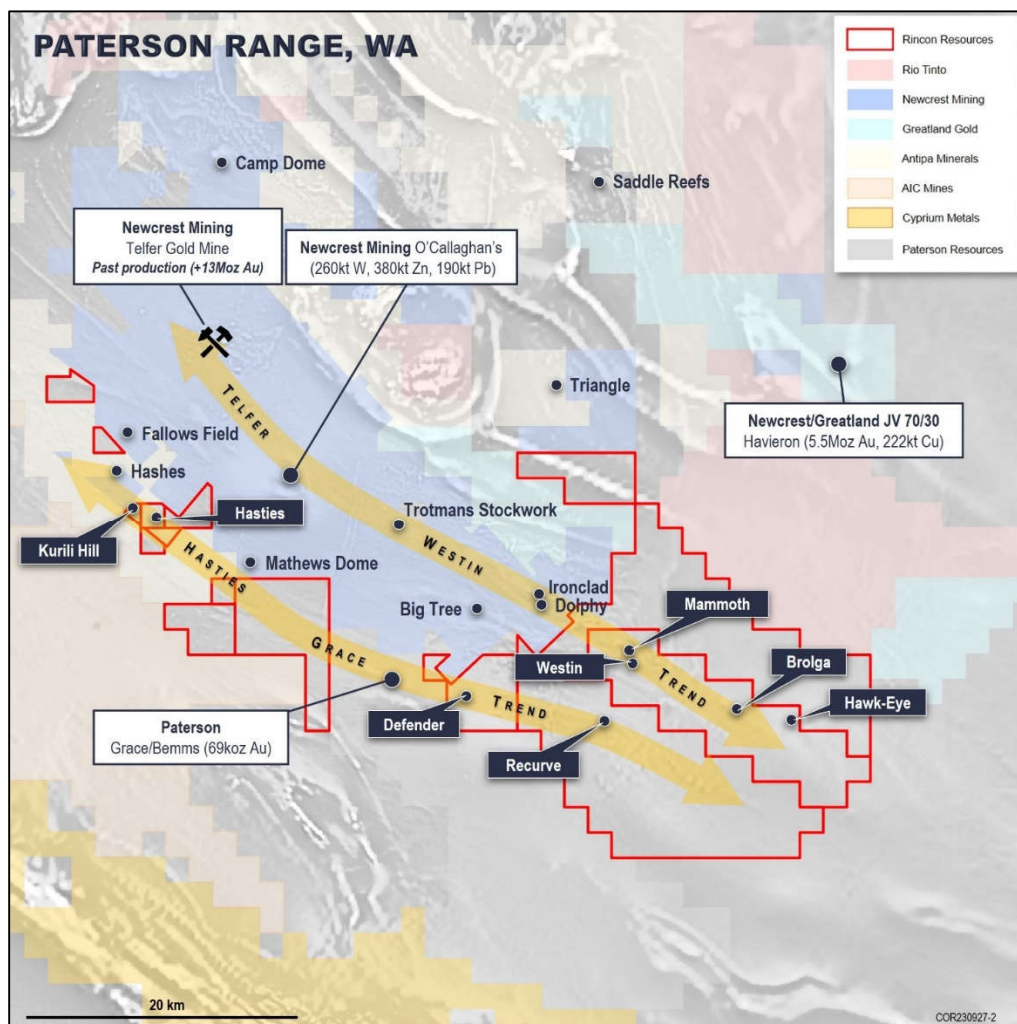 PATERSON RANGE, WA
Rincon Resources
Rio Tinto
Newcrest Mining
Greatland Gold
Antipa Minerals
AIC Mines
Cyprium Metals
Paterson Resources
Camp Dome
Saddle Reefs
Newcrest Mining
Telfer Gold Mine
Past production (+13Moz Au)
Newcrest Mining O'Callaghan's
(260kt W, 380kt Zn, 190kt Pb)
Triangle
Newcrest/Greatland JV 70/30
Havieron (5.5Moz Au, 222kt Cu)
TELFER
WESTIN
TREND
Fallows Field
Hashes
Hasties
Kurili Hill
Trotmans Stockwork
HASTIES
GRACE
TREND
Mathews Dome
Ironclad
Dolphy
Big Tree
Mammoth
Westin
Brolga
Hawk-Eye
Defender
Recurve
Paterson
Grace/Bemms (69koz Au)
20 km
COR230927-2